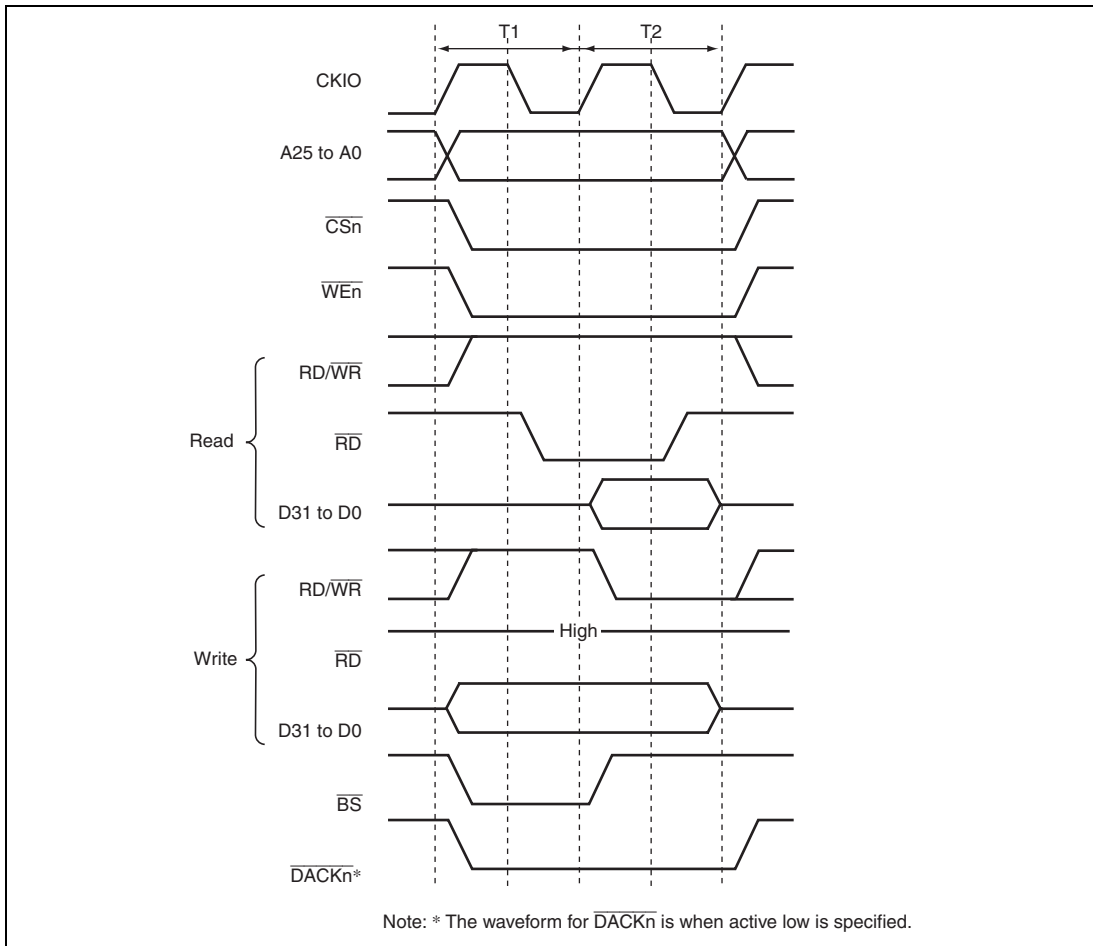 T1 T2
CKIO
A25 to A0
CSn
WEn
RD/WR
Read
RD
D31 to D0
RD/WR
High
Write
RD
D31 to D0
BS
DACKn*
Note: * The waveform for DACKn is when active low is specified.